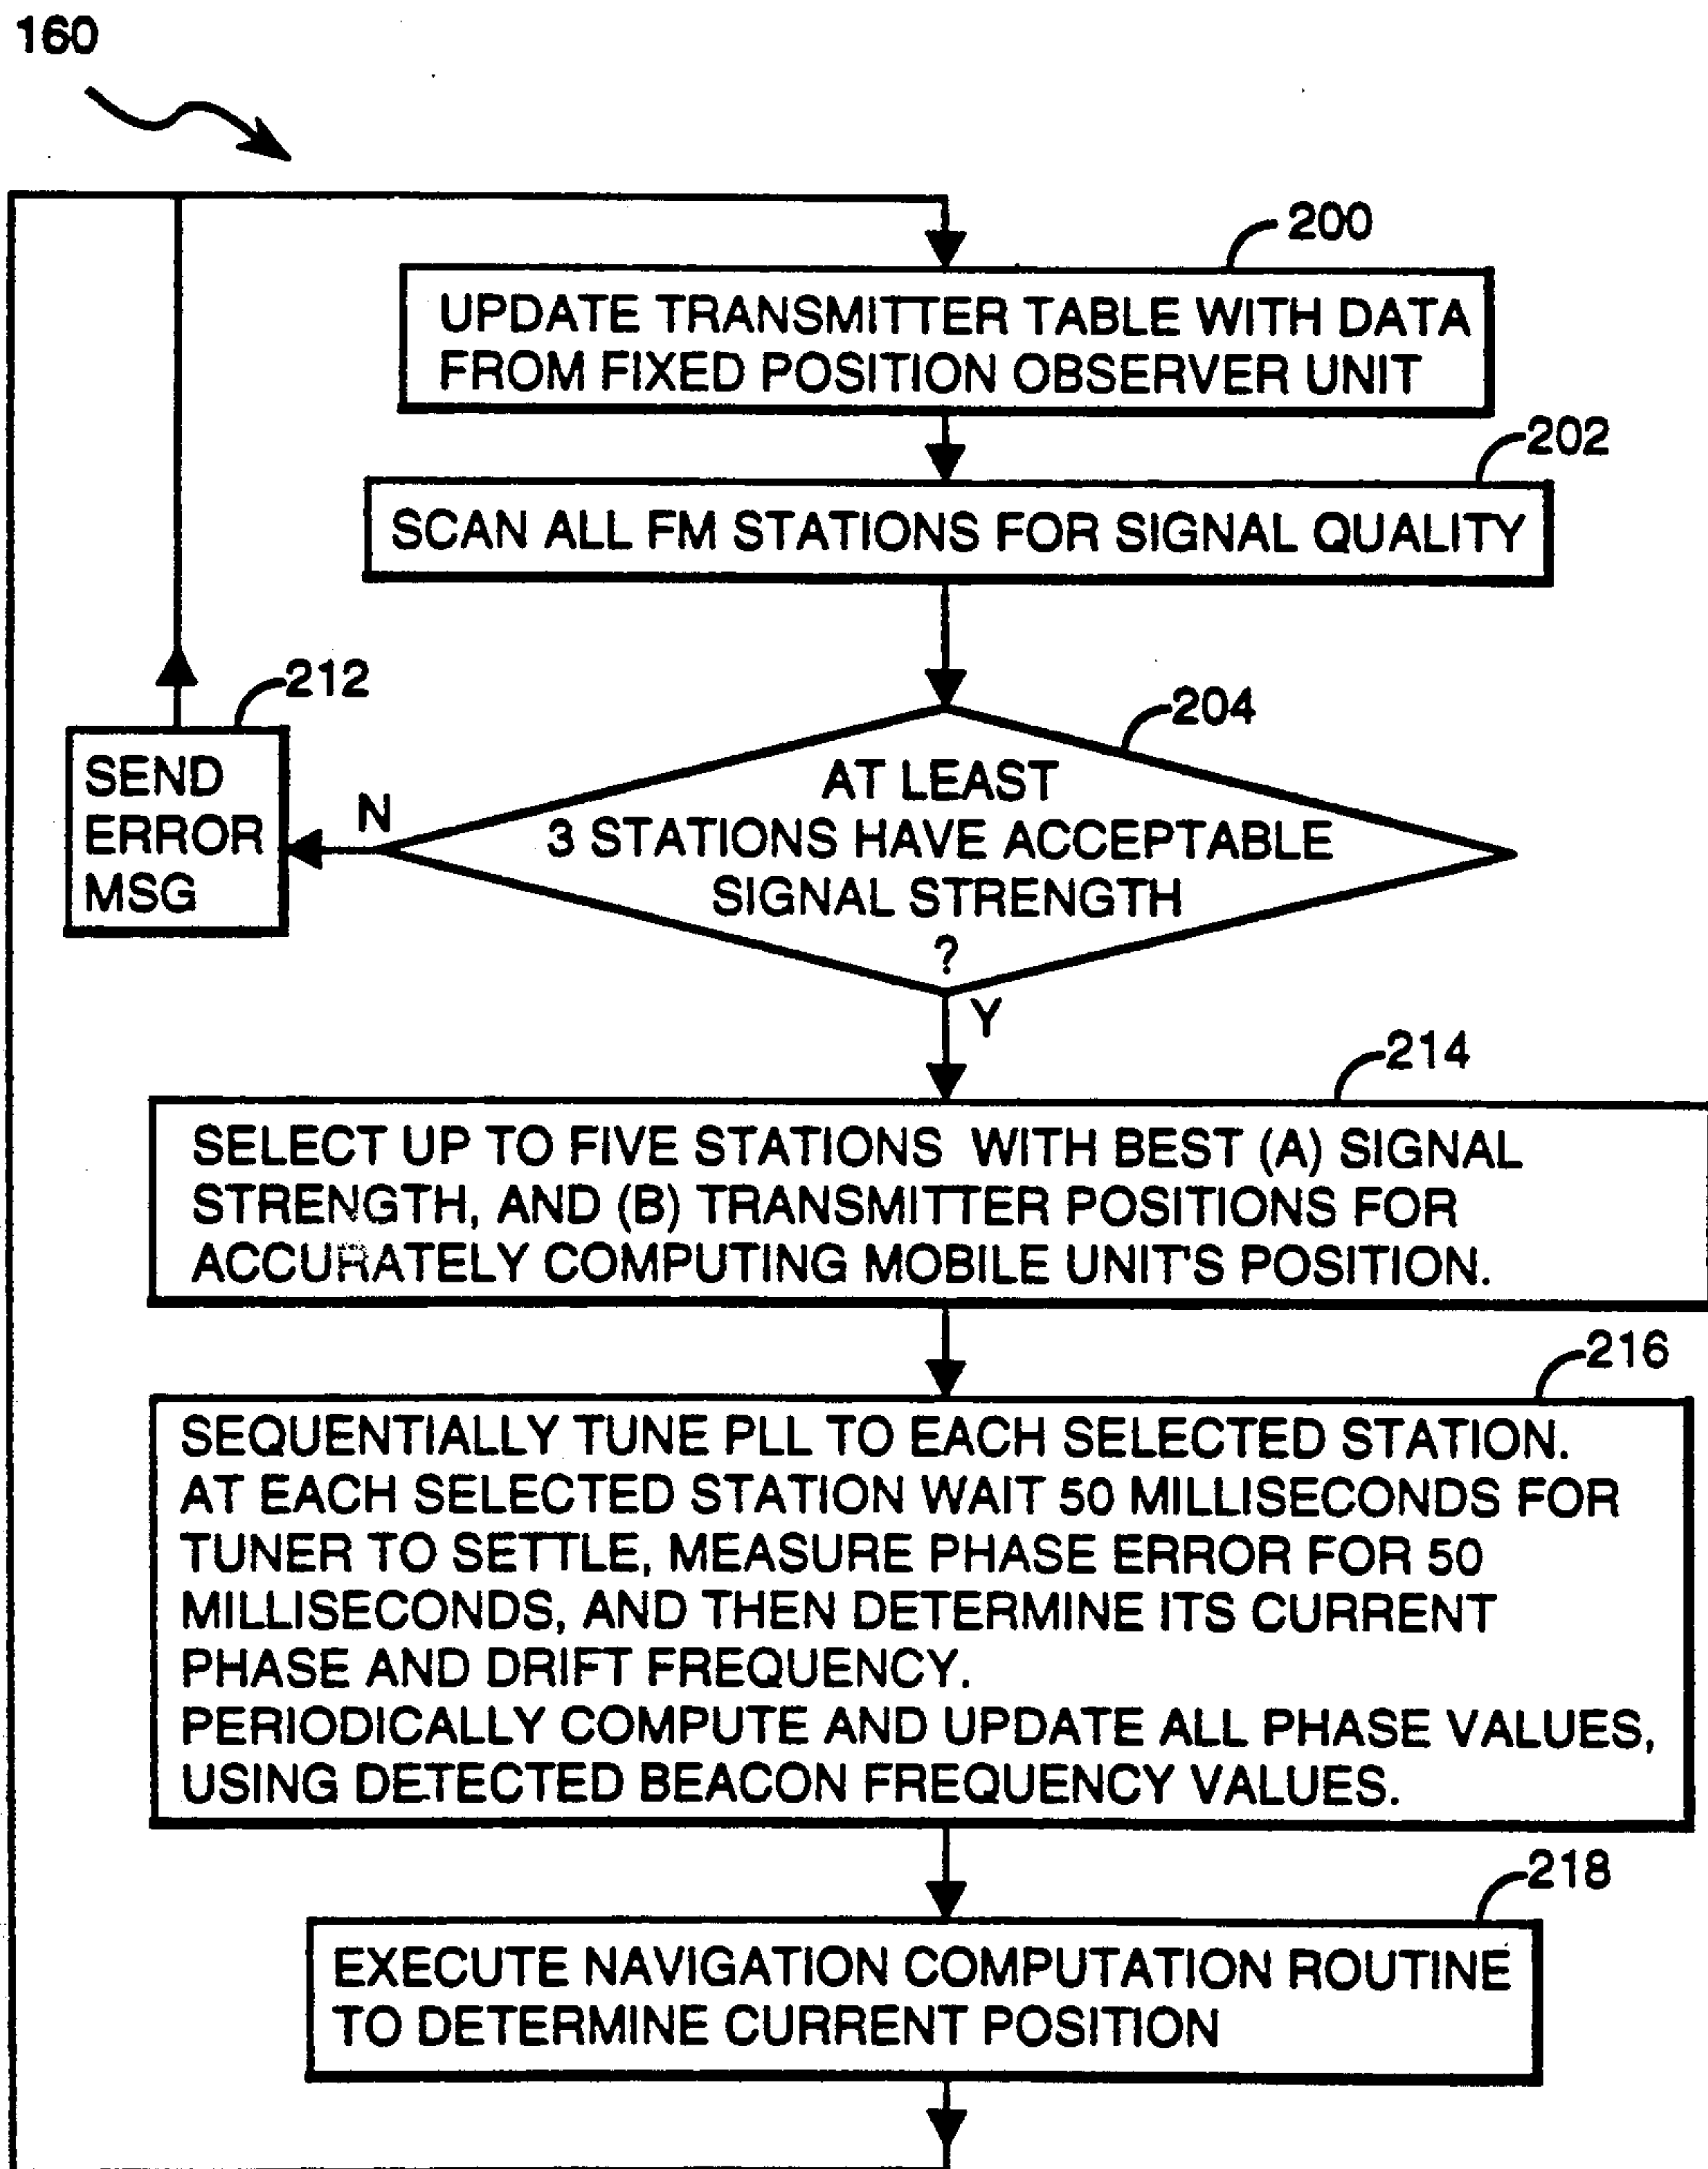 160
200
UPDATE TRANSMITTER TABLE WITH DATA
FROM FIXED POSITION OBSERVER UNIT
202
SCAN ALL FM STATIONS FOR SIGNAL QUALITY
212
SEND
ERROR
MSG
N
204
AT LEAST
3 STATIONS HAVE ACCEPTABLE
SIGNAL STRENGTH
?
Y
214
SELECT UP TO FIVE STATIONS WITH BEST (A) SIGNAL
STRENGTH, AND (B) TRANSMITTER POSITIONS FOR
ACCURATELY COMPUTING MOBILE UNIT'S POSITION.
216
SEQUENTIALLY TUNE PLL TO EACH SELECTED STATION.
AT EACH SELECTED STATION WAIT 50 MILLISECONDS FOR
TUNER TO SETTLE, MEASURE PHASE ERROR FOR 50
MILLISECONDS, AND THEN DETERMINE ITS CURRENT
PHASE AND DRIFT FREQUENCY.
PERIODICALLY COMPUTE AND UPDATE ALL PHASE VALUES,
USING DETECTED BEACON FREQUENCY VALUES.
218
EXECUTE NAVIGATION COMPUTATION ROUTINE
TO DETERMINE CURRENT POSITION